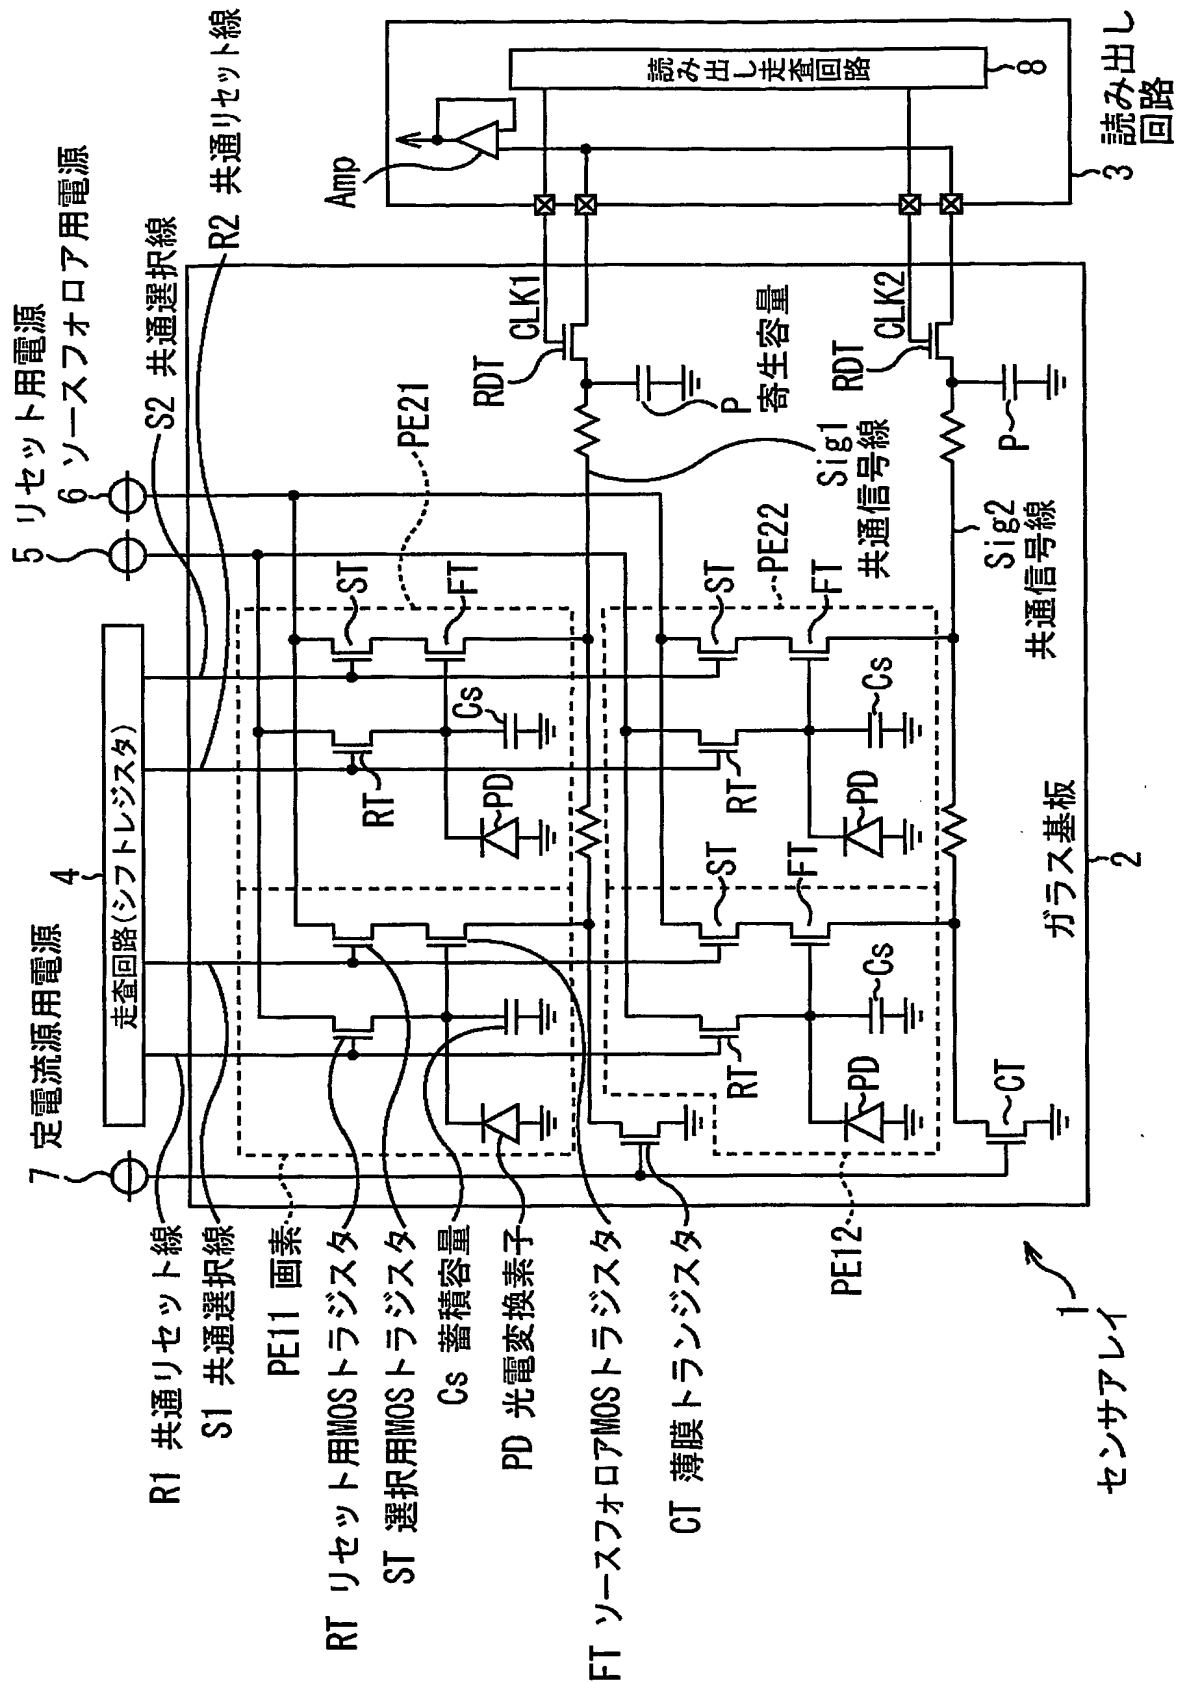 7 定電流源用電源
5 リセット用電源
6 ソースフォロア用電源
4
走査回路(シフトレジスタ)
S2 共通選択線
R2 共通リセット線
R1 共通リセット線
S1 共通選択線
PE11 画素
RT リセット用MOSトラジスタ
ST 選択用MOSトラジスタ
Cs 蓄積容量
PD 光電変換素子
FT ソースフォロアMOSトラジスタ
CT 薄膜トランジスタ
PE21
ST
FT
RT
Cs
PD
PE22
ST
FT
RT
Cs
PD
ST
FT
RT
Cs
PD
PE12
CT
Sig1
共通信号線
Sig2
共通信号線
P
寄生容量
P
RDT
CLK1
RDT
CLK2
Amp
読み出し走査回路
8
3 読み出し
回路
ガラス基板
2
1
センサアレイ